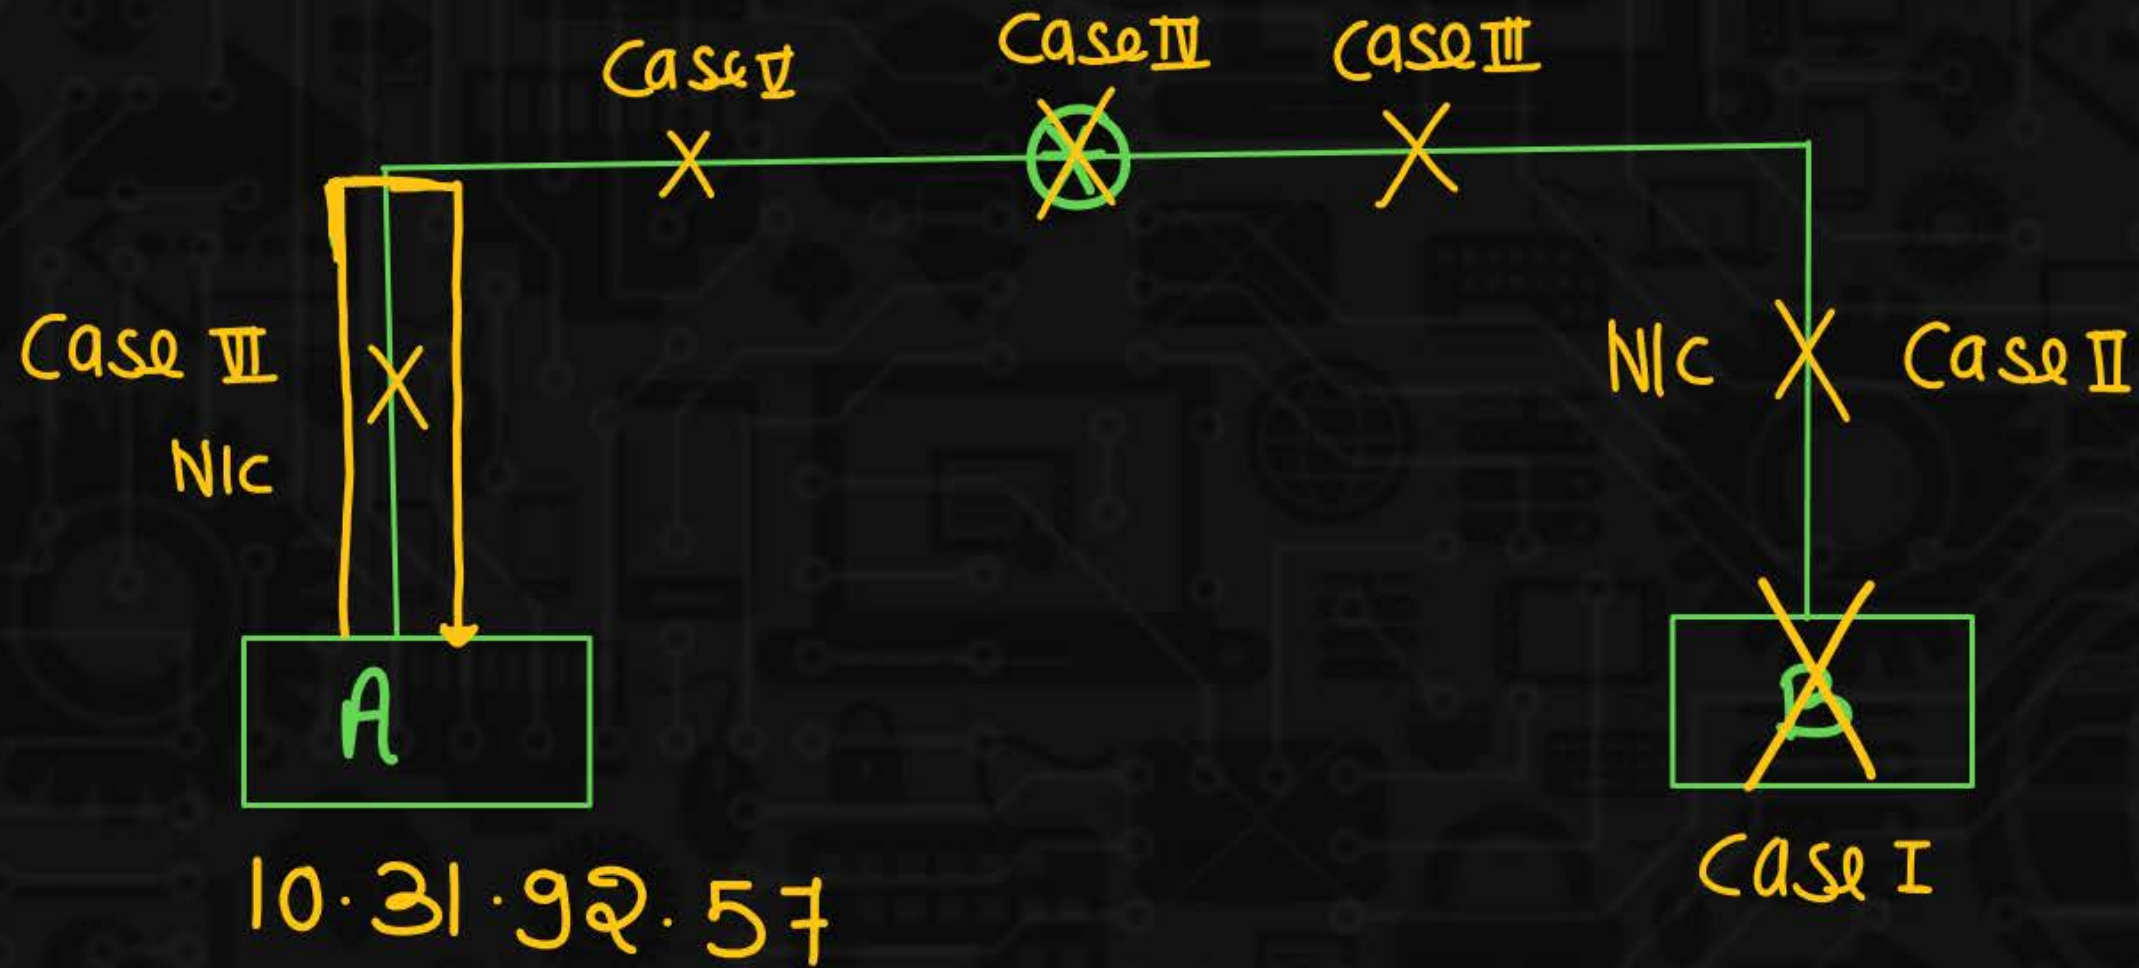 Case V
Case IV
Case III
Case VI
NIC
NIC
Case II
A
B
Case I
10.31.92.57